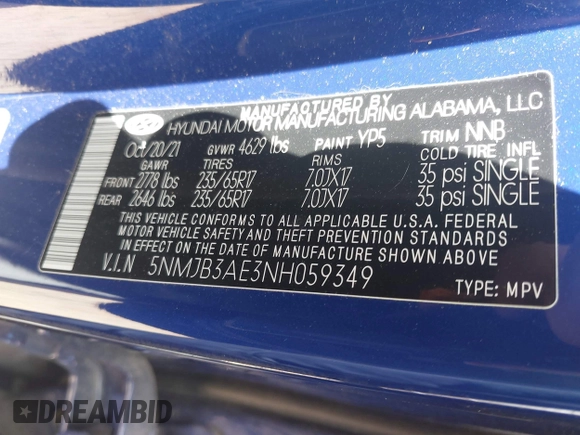 MANUFACTURED BY
HYUNDAI MOTOR MANUFACTURING ALABAMA, LLC
Oct/20/21 GVWR 4629 lbs PAINT YP5 TRIM NNB
GAWR TIRES RIMS COLD TIRE INFL
FRONT 2778 lbs 235/65R17 7.0JX17 35 psi SINGLE
REAR 2646 lbs 235/65R17 7.0JX17 35 psi SINGLE
THIS VEHICLE CONFORMS TO ALL APPLICABLE U.S.A. FEDERAL
MOTOR VEHICLE SAFETY AND THEFT PREVENTION STANDARDS
IN EFFECT ON THE DATE OF MANUFACTURE SHOWN ABOVE
V.I.N 5NMJB3AE3NH059349
TYPE: MPV
DREAMBID